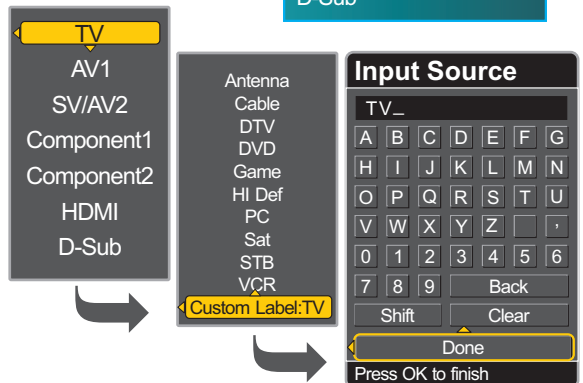 D-Sub
TV
AV1
SV/AV2
Component1
Component2
HDMI
D-Sub
Antenna
Cable
DTV
DVD
Game
HI Def
PC
Sat
STB
VCR
Custom Label:TV
Input Source
TV_
A B C D E F G
H I J K L M N
O P Q R S T U
V W X Y Z ,
0 1 2 3 4 5 6
7 8 9 Back
Shift Clear
Done
Press OK to finish